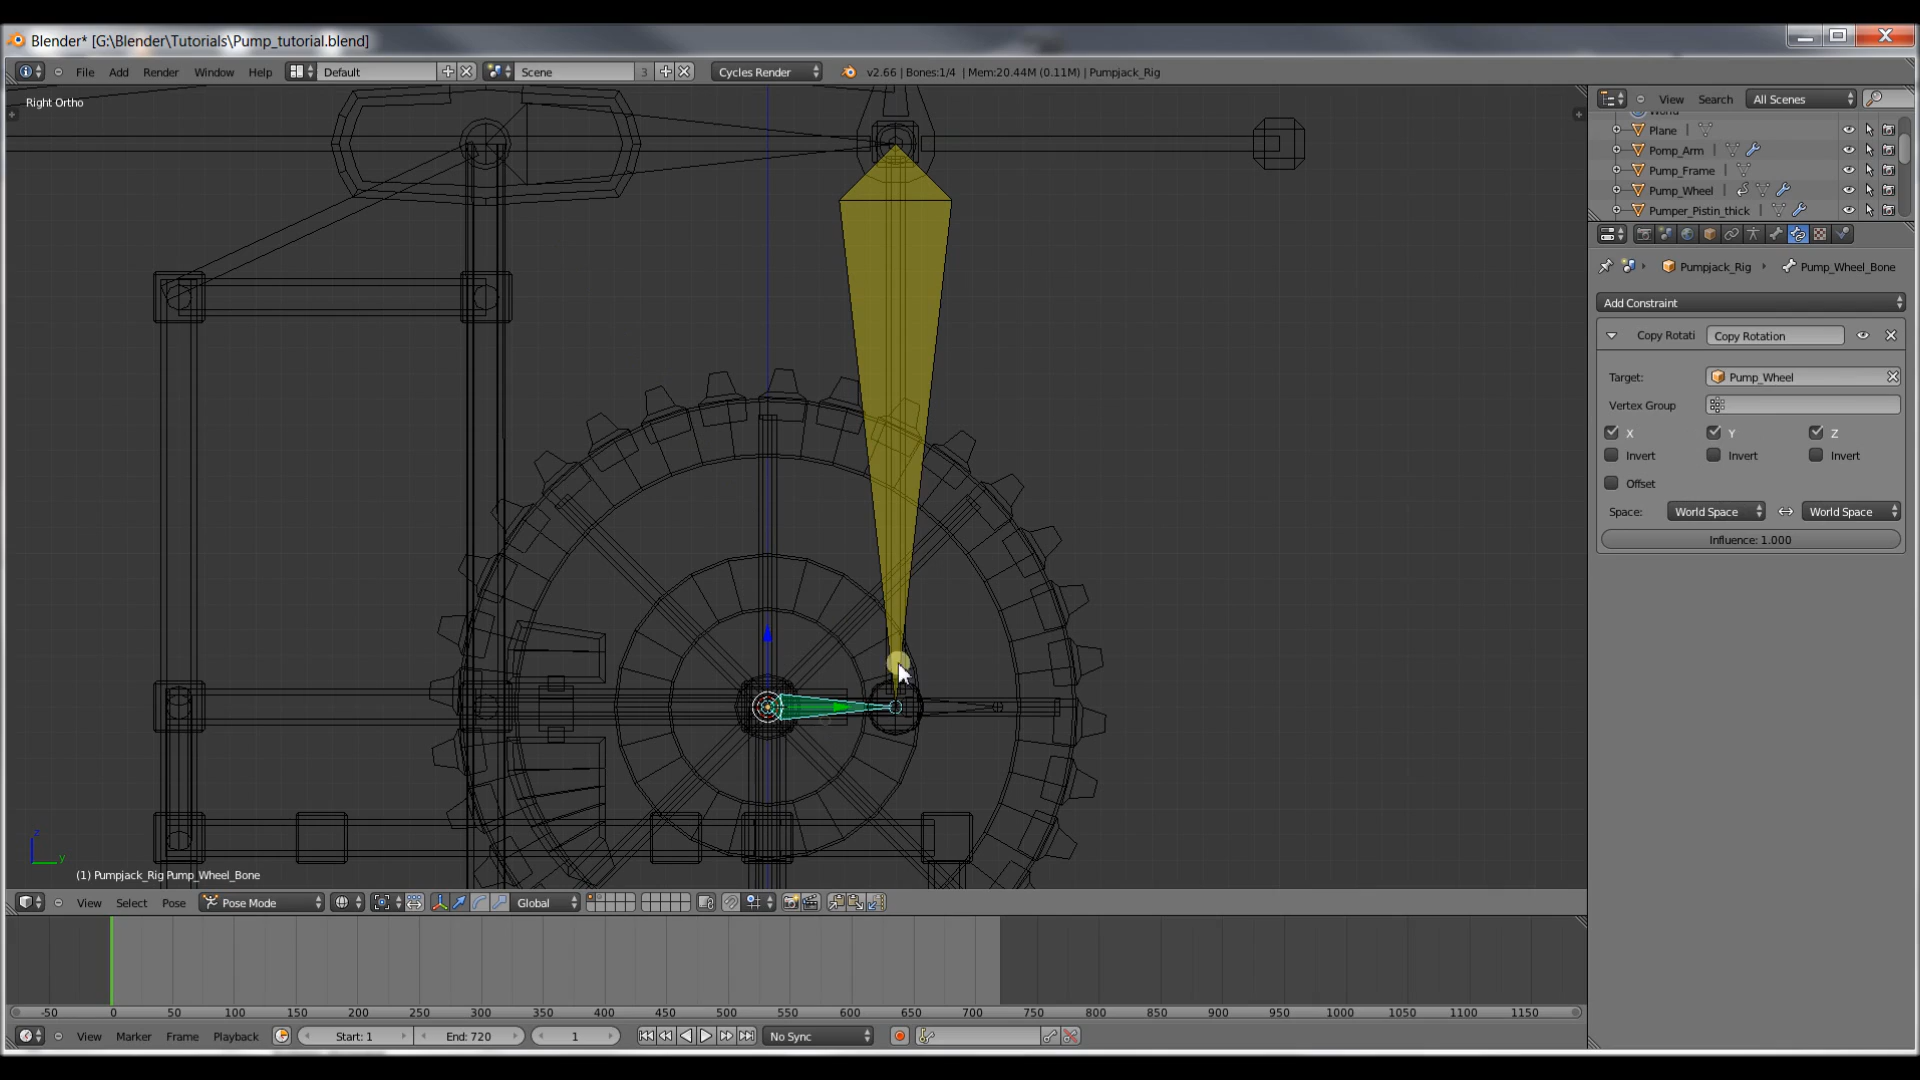 Blender* [G:\Blender\Tutorials\Pump_tutorial.blend]
File Add Render Window Help Default Scene 3 Cycles Render v2.66 | Bones:1/4 | Mem:20.44M (0.11M) | Pumpjack_Rig
Right Ortho
View Search All Scenes
World
Plane
Pomp_Arm
Pump_Frame
Pump_Wheel
Pumper_Pistin_thick
Pumpjack_Rig Pump_Wheel_Bone
Add Constraint
Copy Rotati Copy Rotation
Target: Pump_Wheel
Vertex Group
X Y Z
Invert Invert Invert
Offset
Space: World Space World Space
Influence: 1.000
z
y
(1) Pumpjack_Rig Pump_Wheel_Bone
View Select Pose Pose Mode Global
-50 0 50 100 150 200 250 300 350 400 450 500 550 600 650 700 750 800 850 900 950 1000 1050 1100 1150
View Marker Frame Playback Start: 1 End: 720 1 No Sync